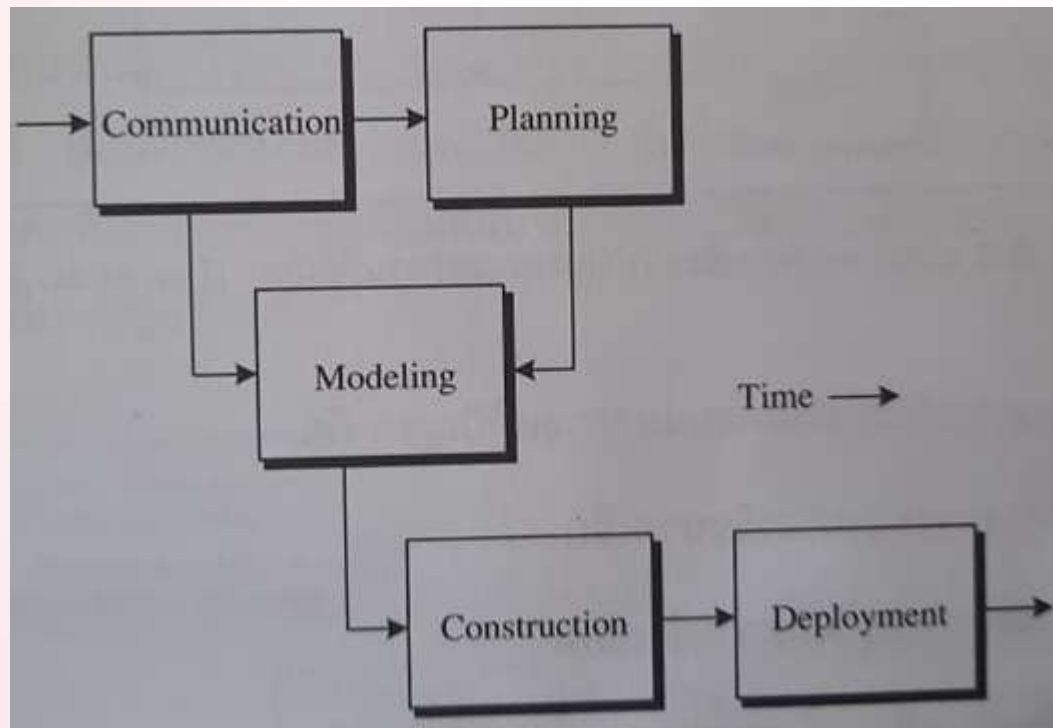 Communication
Planning
Modeling
Time
Construction
Deployment